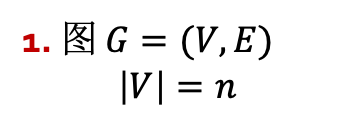 1. 图 G = (V, E)
|V| = n